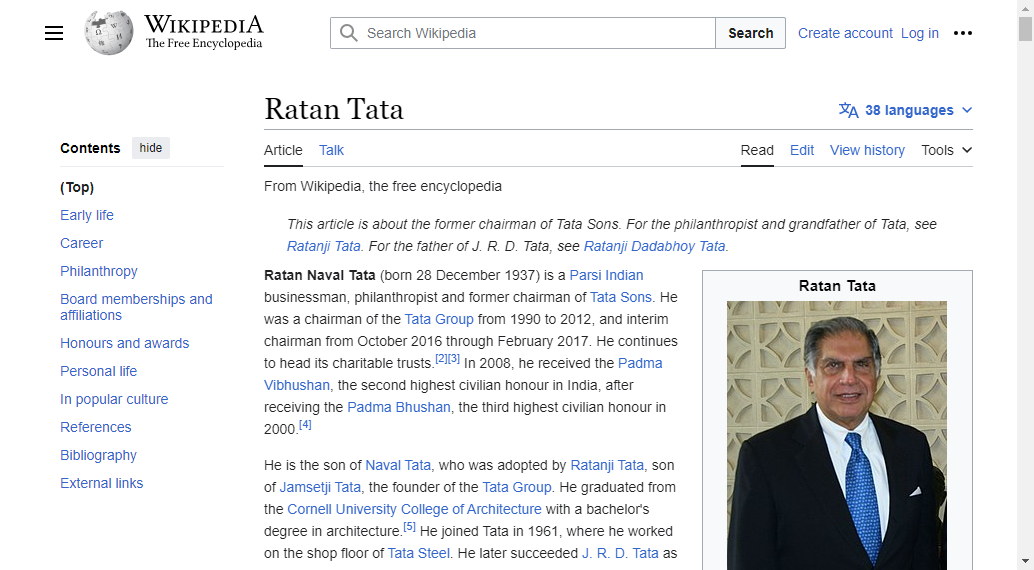 WIKIPEDIA
The Free Encyclopedia
Search Wikipedia
Search
Create account
Log in
Ratan Tata
38 languages
Contents
hide
Article
Talk
Read
Edit
View history
Tools
(Top)
Early life
Career
Philanthropy
Board memberships and
affiliations
Honours and awards
Personal life
In popular culture
References
Bibliography
External links
From Wikipedia, the free encyclopedia
This article is about the former chairman of Tata Sons. For the philanthropist and grandfather of Tata, see
Ratanji Tata. For the father of J. R. D. Tata, see Ratanji Dadabhoy Tata.
Ratan Naval Tata (born 28 December 1937) is a Parsi Indian
businessman, philanthropist and former chairman of Tata Sons. He
was a chairman of the Tata Group from 1990 to 2012, and interim
chairman from October 2016 through February 2017. He continues
to head its charitable trusts.[2][3] In 2008, he received the Padma
Vibhushan, the second highest civilian honour in India, after
receiving the Padma Bhushan, the third highest civilian honour in
2000.[4]
He is the son of Naval Tata, who was adopted by Ratanji Tata, son
of Jamsetji Tata, the founder of the Tata Group. He graduated from
the Cornell University College of Architecture with a bachelor's
degree in architecture.[5] He joined Tata in 1961, where he worked
on the shop floor of Tata Steel. He later succeeded J. R. D. Tata as
Ratan Tata